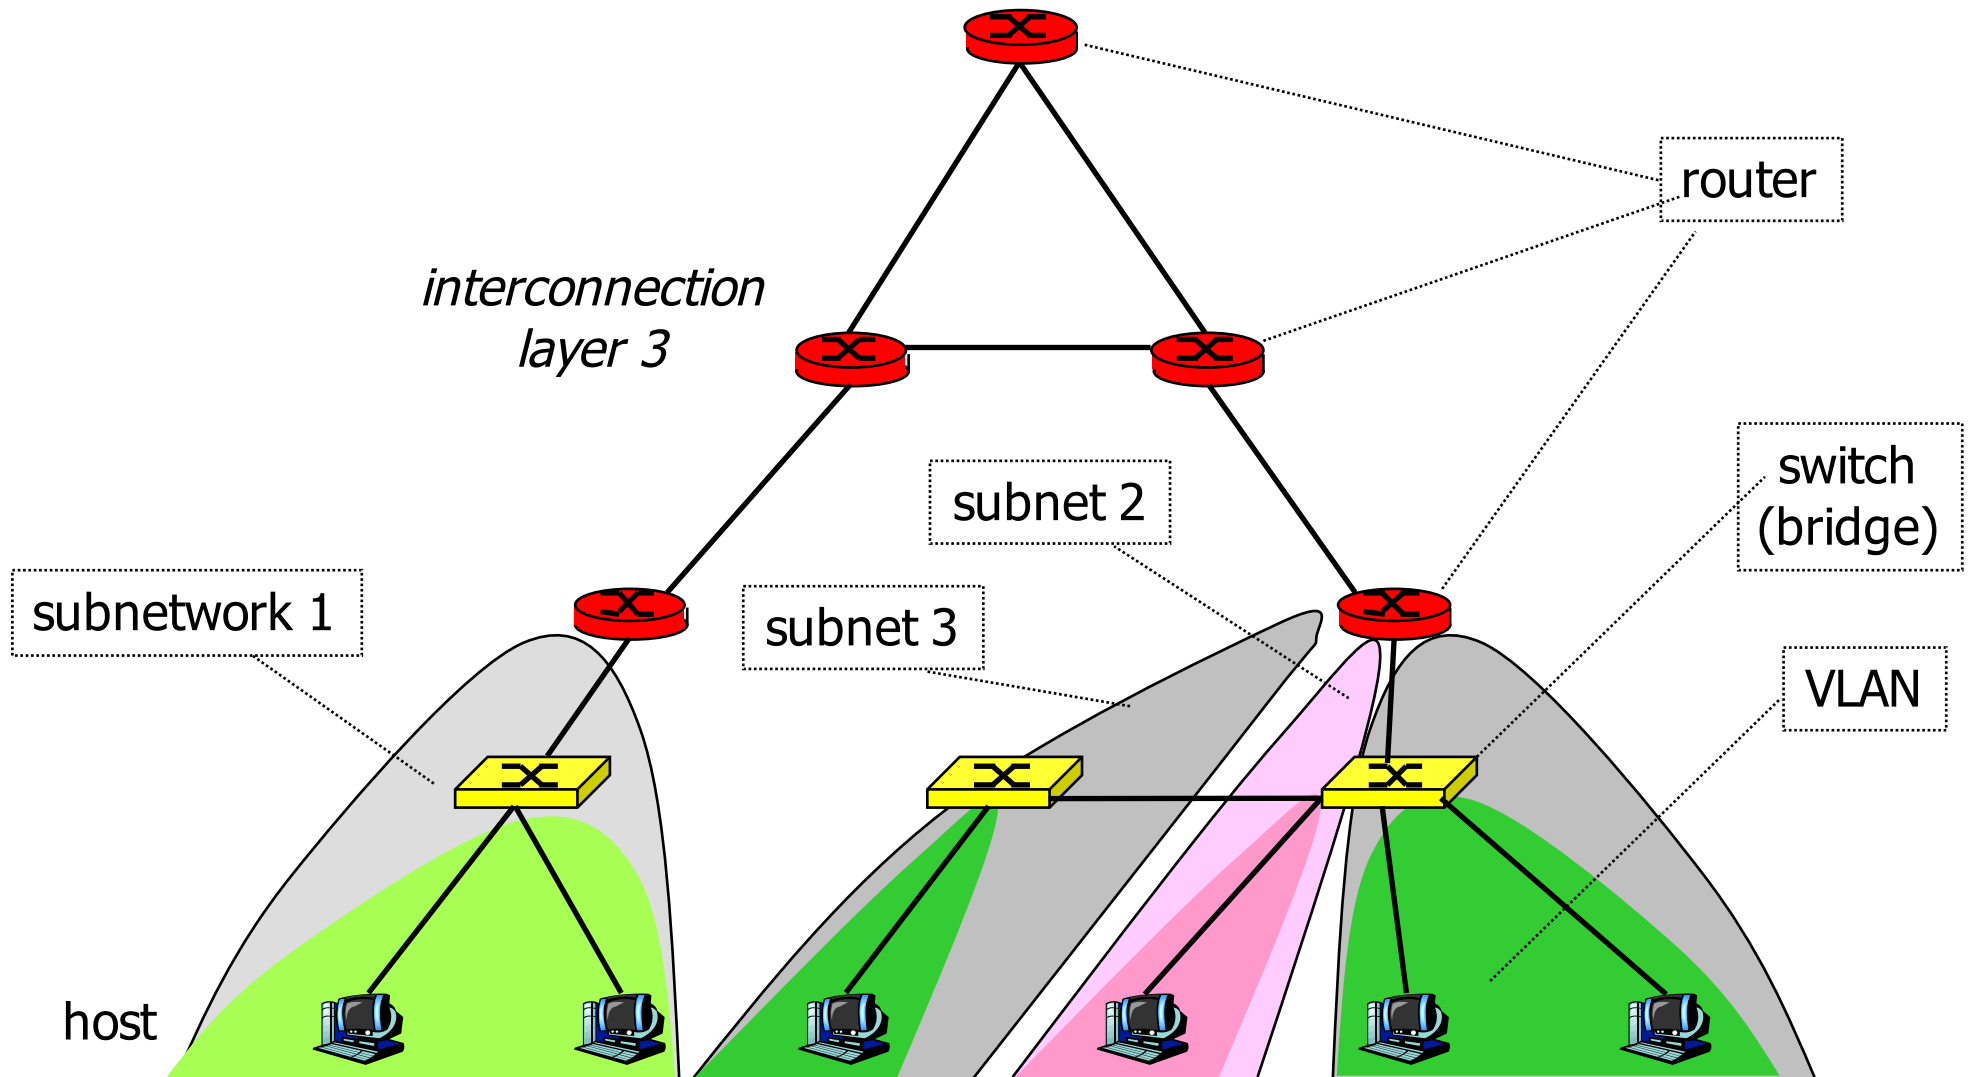 router
interconnection
layer 3
switch
(bridge)
subnet 2
subnetwork 1
subnet 3
VLAN
host